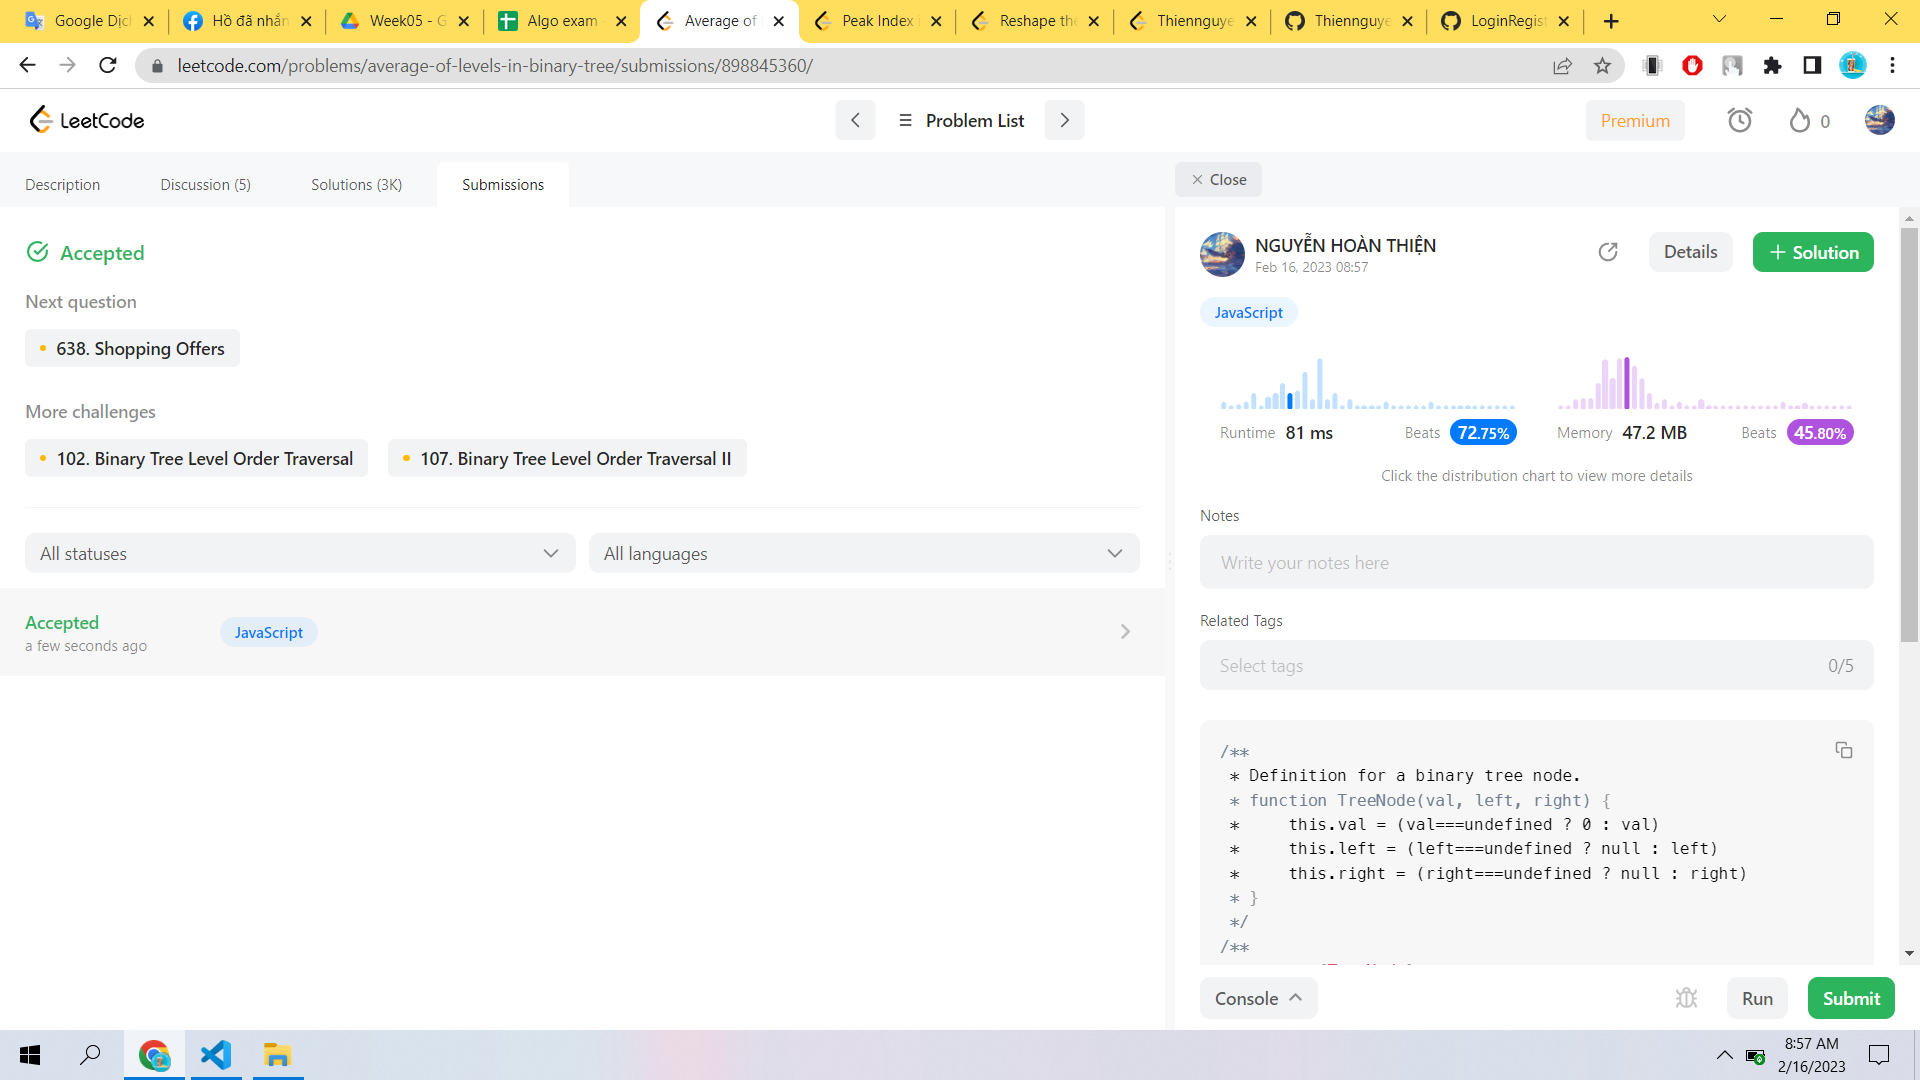 Google Dịch
Hồ đã nhắn
Week05 - G
Algo exam -
Average of
Peak Index i
Reshape the
Thiennguye
Thiennguye
LoginRegist
leetcode.com/problems/average-of-levels-in-binary-tree/submissions/898845360/
LeetCode
Problem List
Premium
0
Description
Discussion (5)
Solutions (3K)
Submissions
Close
Accepted
Next question
638. Shopping Offers
More challenges
102. Binary Tree Level Order Traversal
107. Binary Tree Level Order Traversal II
All statuses
All languages
Accepted
a few seconds ago
JavaScript
NGUYỄN HOÀN THIỆN
Feb 16, 2023 08:57
Details
Solution
JavaScript
Runtime 81 ms
Beats 72.75%
Memory 47.2 MB
Beats 45.80%
Click the distribution chart to view more details
Notes
Write your notes here
Related Tags
Select tags
0/5
/**
 * Definition for a binary tree node.
 * function TreeNode(val, left, right) {
 *     this.val = (val===undefined ? 0 : val)
 *     this.left = (left===undefined ? null : left)
 *     this.right = (right===undefined ? null : right)
 * }
 */
/**
Console
Run
Submit
8:57 AM
2/16/2023